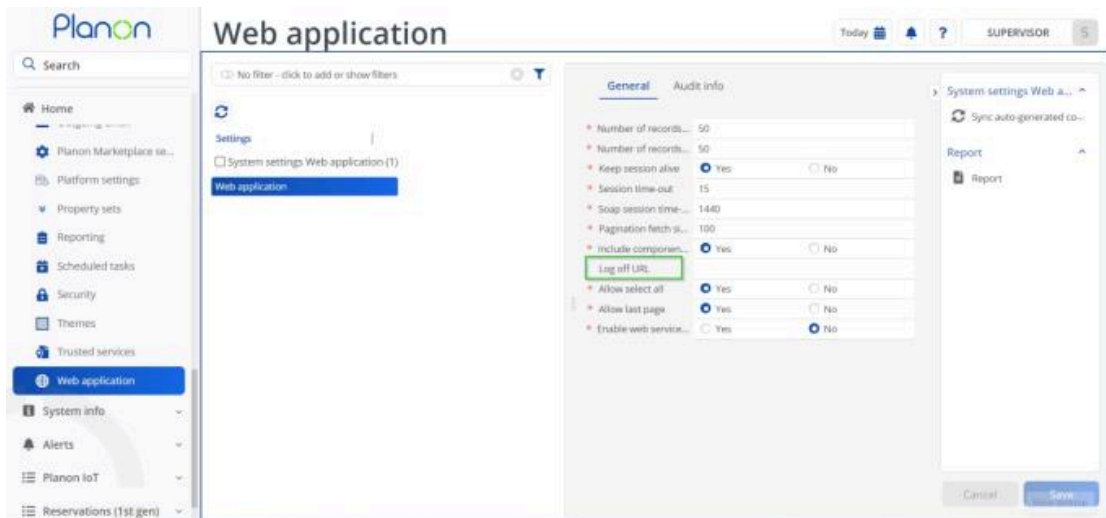 Planon
Web application
Today
?
SUPERVISOR
S
Search
Home
Planon Marketplace se...
Platform settings
Property sets
Reporting
Scheduled tasks
Security
Themes
Trusted services
Web application
System info
Alerts
Planon IoT
Reservations (1st gen)
No filter - click to add or show filters
Settings
System settings Web application (1)
Web application
General Audit info
* Number of records... 50
* Number of records... 50
* Keep session alive Yes No
* Session time-out 15
* Soap session time-... 1440
* Pagination fetch si... 100
* Include componen... Yes No
Log off URL
* Allow select all Yes No
* Allow last page Yes No
* Enable web service... Yes No
System settings Web a...
Sync auto-generated co...
Report
Report
Cancel Save